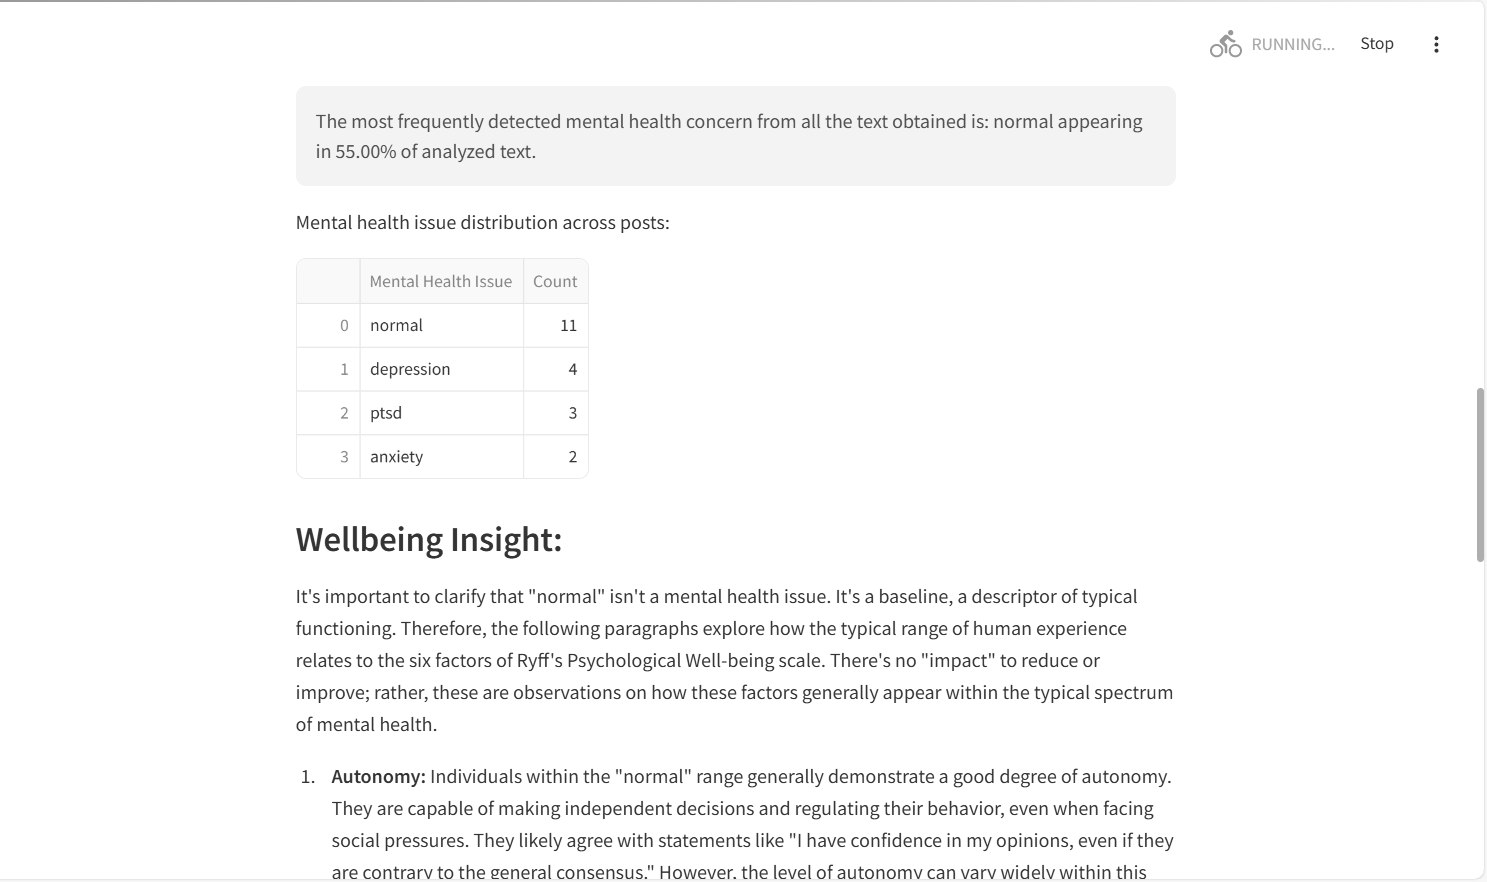 RUNNING...
Stop
The most frequently detected mental health concern from all the text obtained is: normal appearing
in 55.00% of analyzed text.
Mental health issue distribution across posts:
Mental Health Issue Count
0 normal 11
1 depression 4
2 ptsd 3
3 anxiety 2
Wellbeing Insight:
It's important to clarify that "normal" isn't a mental health issue. It's a baseline, a descriptor of typical
functioning. Therefore, the following paragraphs explore how the typical range of human experience
relates to the six factors of Ryff's Psychological Well-being scale. There's no "impact" to reduce or
improve; rather, these are observations on how these factors generally appear within the typical spectrum
of mental health.
1. Autonomy: Individuals within the "normal" range generally demonstrate a good degree of autonomy.
They are capable of making independent decisions and regulating their behavior, even when facing
social pressures. They likely agree with statements like "I have confidence in my opinions, even if they
are contrary to the general consensus." However, the level of autonomy can vary widely within this